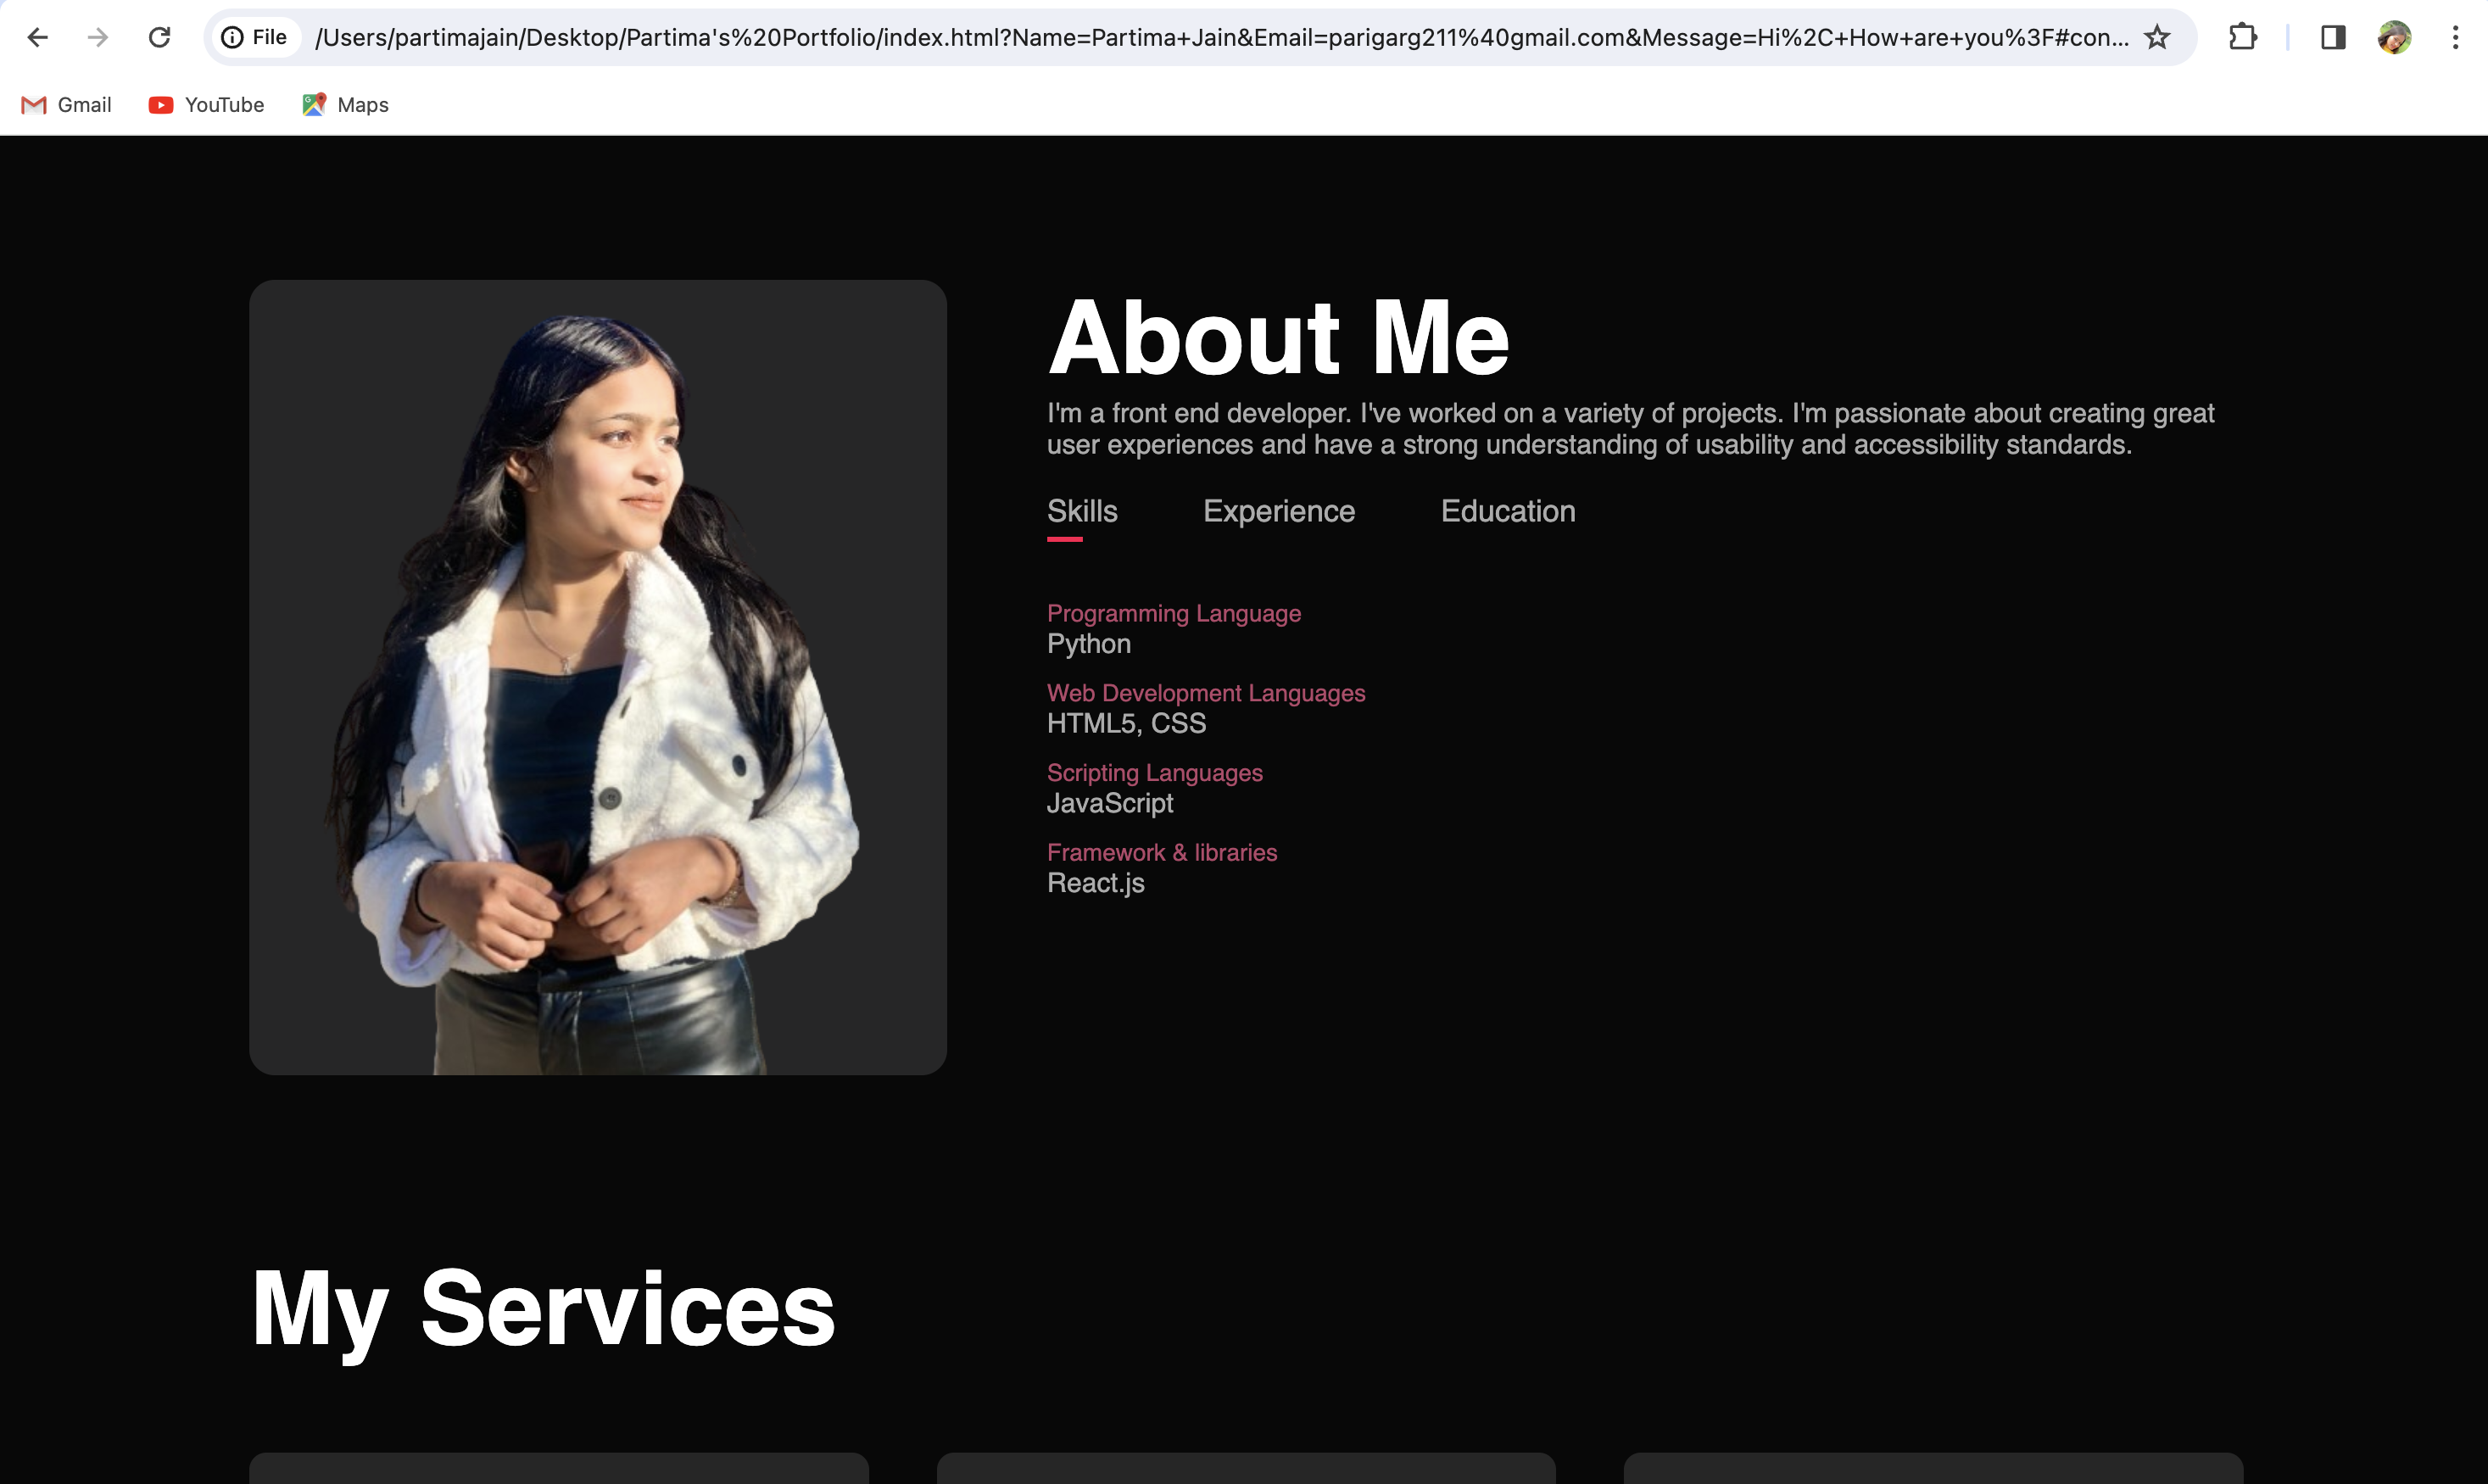 File
/Users/partimajain/Desktop/Partima's%20Portfolio/index.html?Name=Partima+Jain&Email=parigarg211%40gmail.com&Message=Hi%2C+How+are+you%3F#con...
Gmail
YouTube
Maps
About Me
I'm a front end developer. I've worked on a variety of projects. I'm passionate about creating great
user experiences and have a strong understanding of usability and accessibility standards.
Skills Experience Education
Programming Language
Python
Web Development Languages
HTML5, CSS
Scripting Languages
JavaScript
Framework & libraries
React.js
My Services